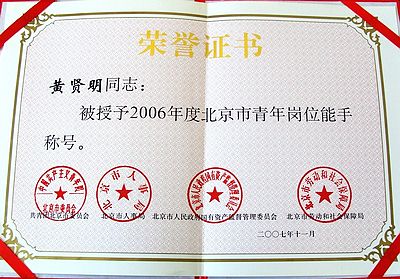 荣誉证书
黄贤明同志：
被授予2006年度北京市青年岗位能手
称号。
共青团北京市委员会 北京市人事局 北京市人民政府国有资产监督管理委员会 北京市劳动和社会保障局
二〇〇七年十一月